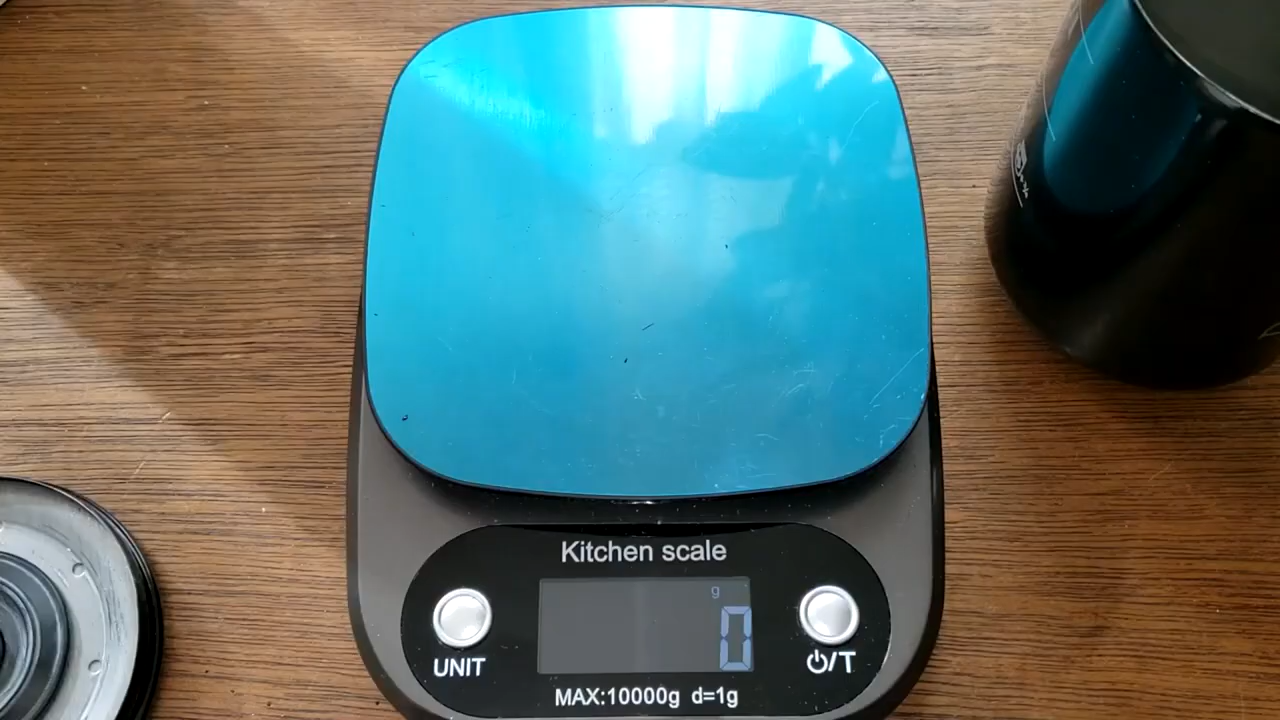 Kitchen scale
g
0
UNIT
⏻/T
MAX:10000g d=1g